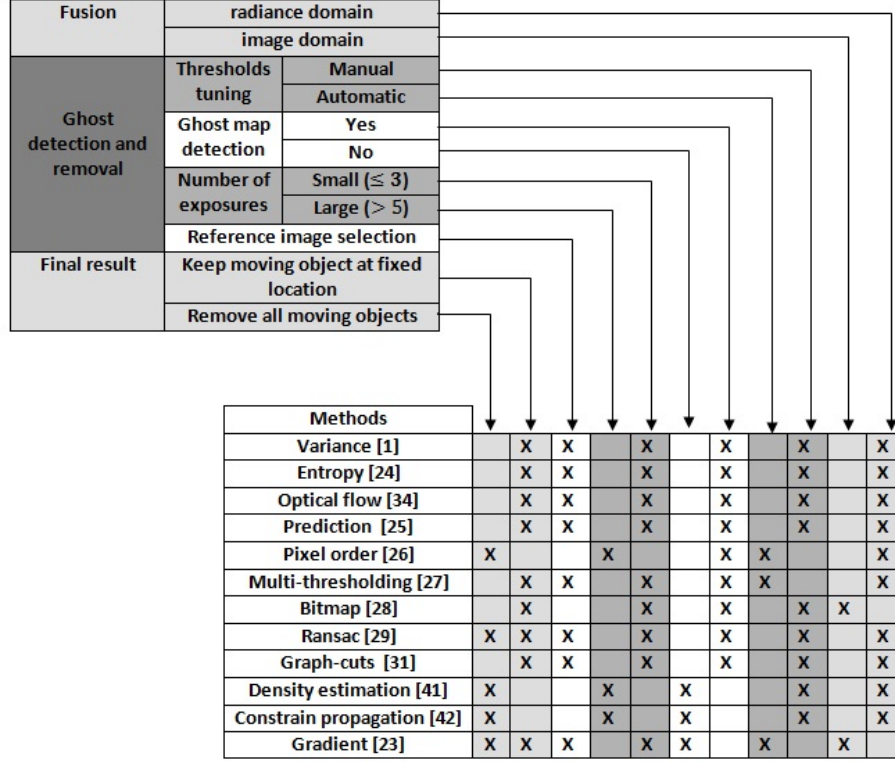 Fusion radiance domain
image domain
Ghost detection and removal Thresholds tuning Manual
Automatic
Ghost map detection Yes
No
Number of exposures Small (≤ 3)
Large (> 5)
Reference image selection
Final result Keep moving object at fixed location
Remove all moving objects
Methods
Variance [1] X X X X X X
Entropy [24] X X X X X X
Optical flow [34] X X X X X X
Prediction [25] X X X X X X
Pixel order [26] X X X X X
Multi-thresholding [27] X X X X X X
Bitmap [28] X X X X X
Ransac [29] X X X X X X X
Graph-cuts [31] X X X X X X
Density estimation [41] X X X X X
Constrain propagation [42] X X X X X
Gradient [23] X X X X X X X